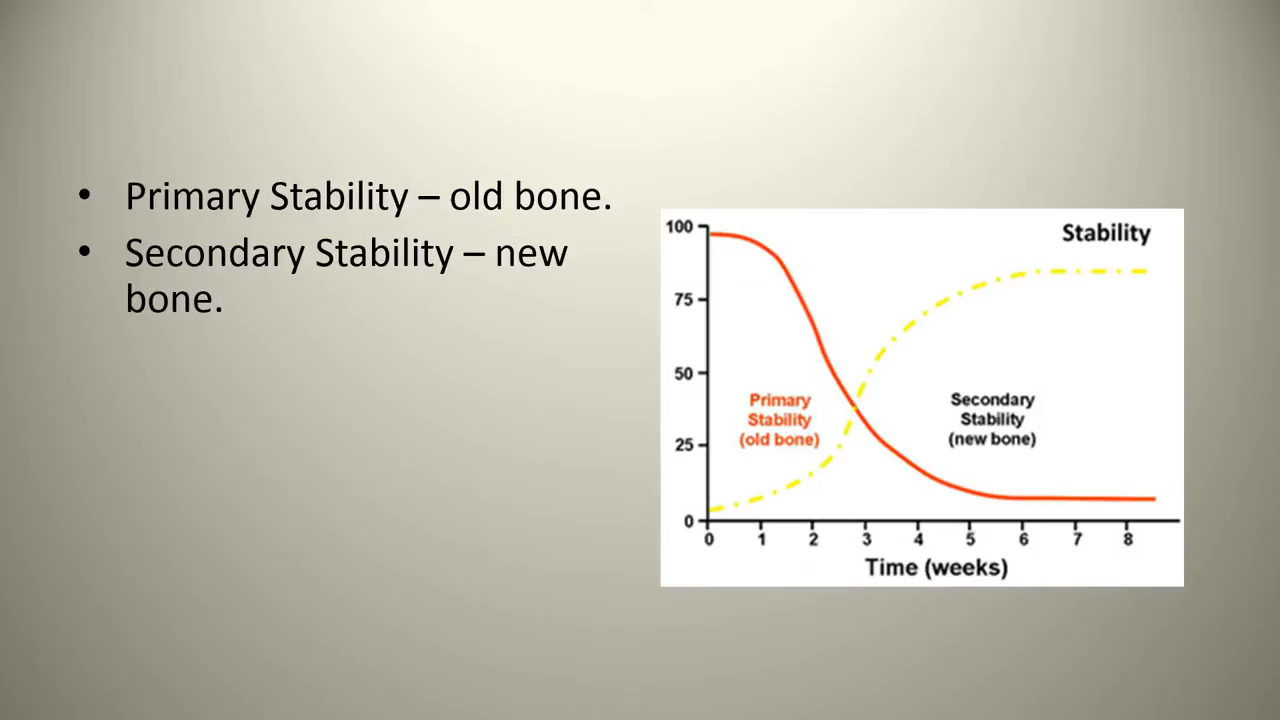 • Primary Stability – old bone.
• Secondary Stability – new
bone.
Stability
100
75
50
25
0
Primary
Stability
(old bone)
Secondary
Stability
(new bone)
0 1 2 3 4 5 6 7 8
Time (weeks)